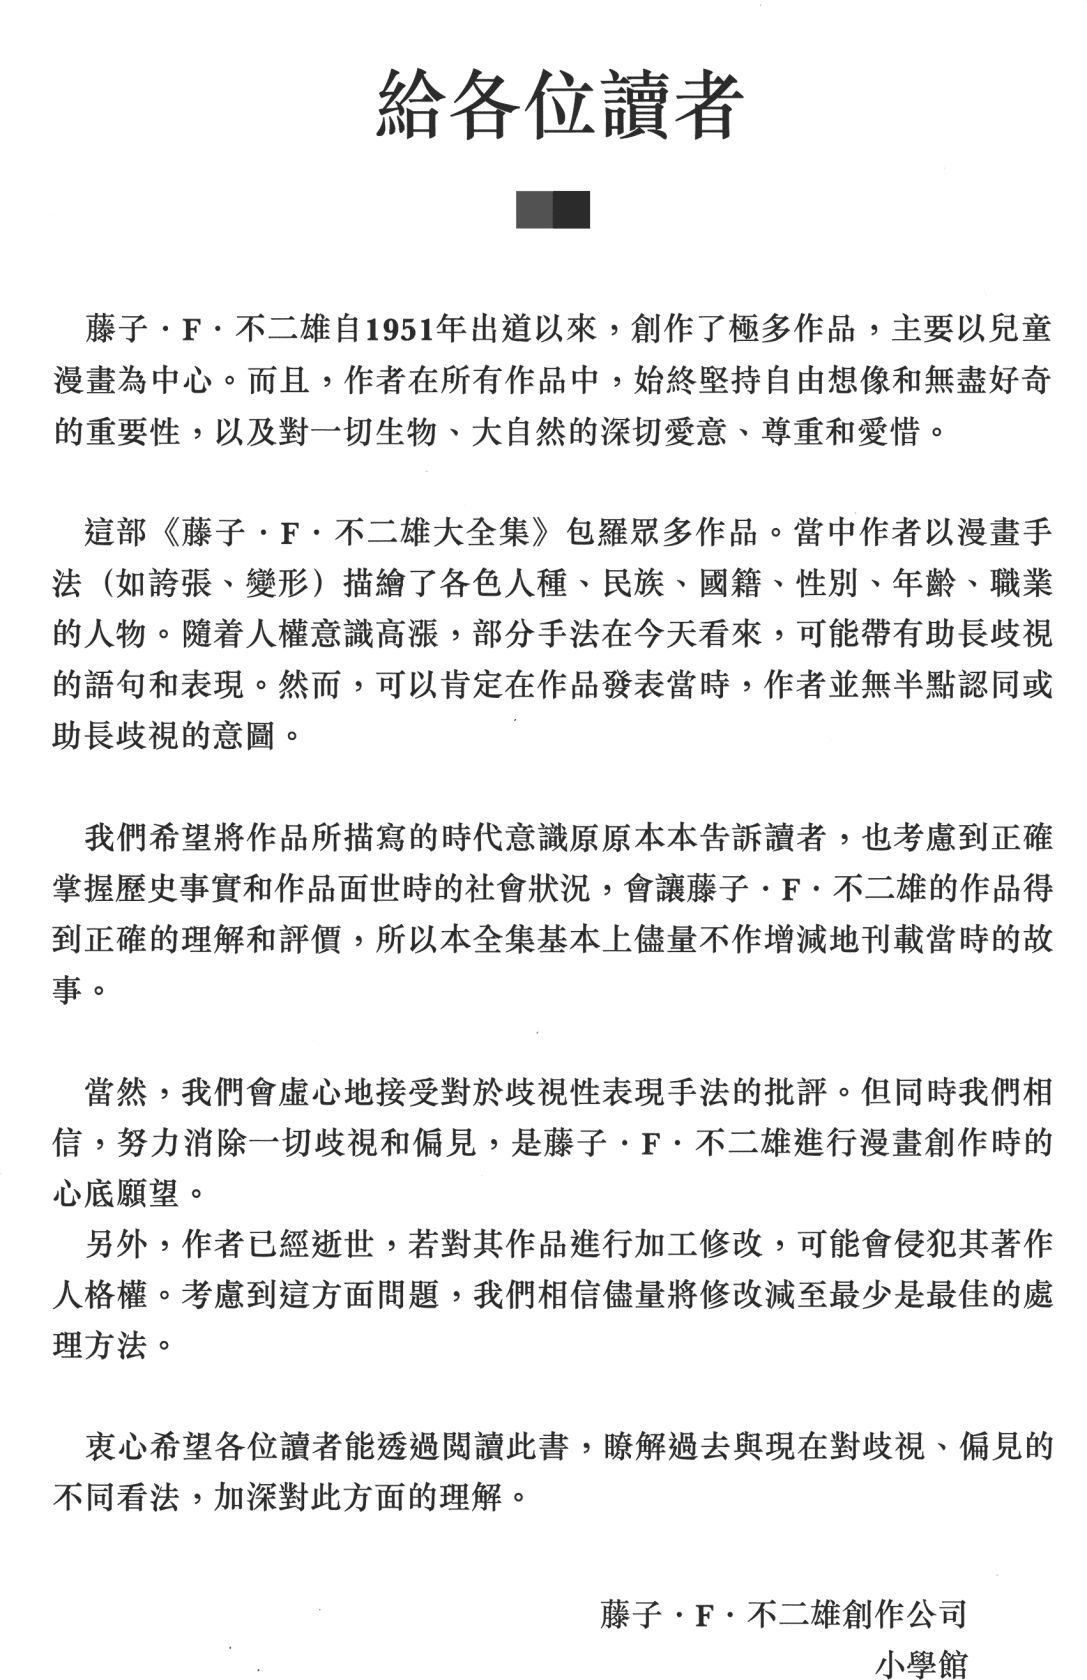 給各位讀者
藤子・F・不二雄自1951年出道以來，創作了極多作品，主要以兒童
漫畫為中心。而且，作者在所有作品中，始終堅持自由想像和無盡好奇
的重要性，以及對一切生物、大自然的深切愛意、尊重和愛惜。
這部《藤子・F・不二雄大全集》包羅眾多作品。當中作者以漫畫手
法（如誇張、變形）描繪了各色人種、民族、國籍、性別、年齡、職業
的人物。隨着人權意識高漲，部分手法在今天看來，可能帶有助長歧視
的語句和表現。然而，可以肯定在作品發表當時，作者並無半點認同或
助長歧視的意圖。
我們希望將作品所描寫的時代意識原原本本告訴讀者，也考慮到正確
掌握歷史事實和作品面世時的社會狀況，會讓藤子・F・不二雄的作品得
到正確的理解和評價，所以本全集基本上儘量不作增減地刊載當時的故
事。
當然，我們會虛心地接受對於歧視性表現手法的批評。但同時我們相
信，努力消除一切歧視和偏見，是藤子・F・不二雄進行漫畫創作時的
心底願望。
另外，作者已經逝世，若對其作品進行加工修改，可能會侵犯其著作
人格權。考慮到這方面問題，我們相信儘量將修改減至最少是最佳的處
理方法。
衷心希望各位讀者能透過閱讀此書，瞭解過去與現在對歧視、偏見的
不同看法，加深對此方面的理解。
藤子・F・不二雄創作公司
小學館